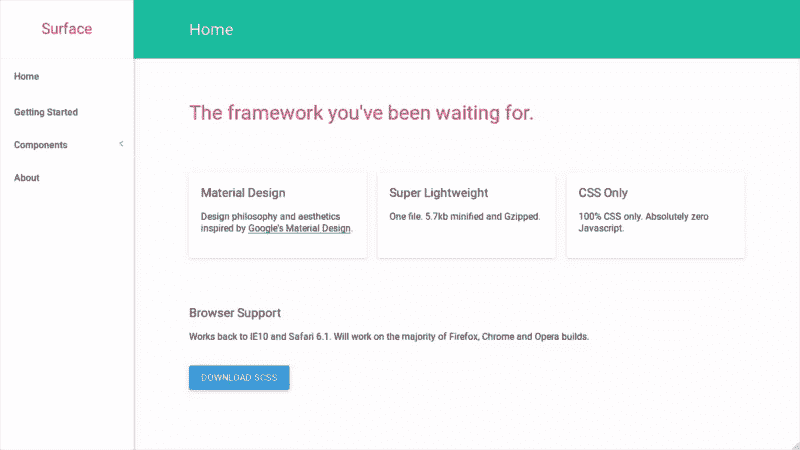 Surface
Home
Home
Getting Started
Components
About
The framework you've been waiting for.
Material Design
Design philosophy and aesthetics
inspired by Google's Material Design.
Super Lightweight
One file. 5.7kb minified and Gzipped.
CSS Only
100% CSS only. Absolutely zero
Javascript.
Browser Support
Works back to IE10 and Safari 6.1. Will work on the majority of Firefox, Chrome and Opera builds.
DOWNLOAD SCSS